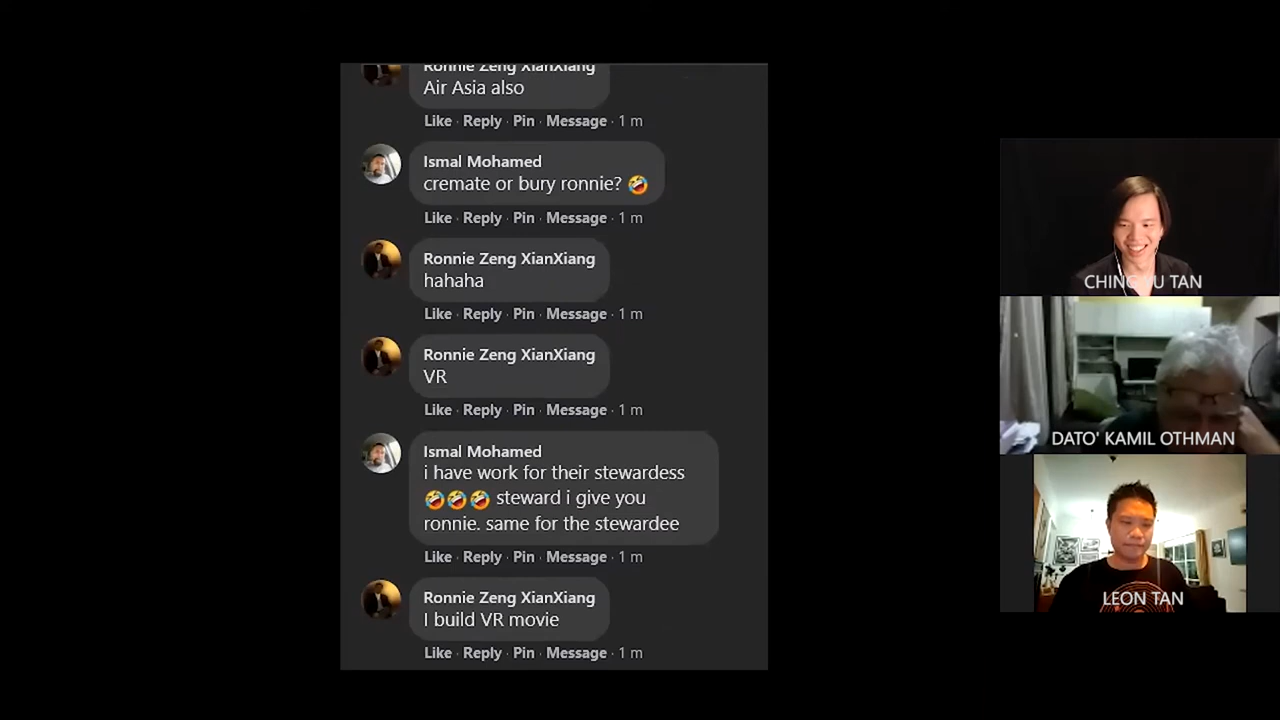 Ronnie Zeng XianXiang
Air Asia also
Like · Reply · Pin · Message · 1 m
Ismal Mohamed
cremate or bury ronnie? 🤣
Like · Reply · Pin · Message · 1 m
Ronnie Zeng XianXiang
hahaha
Like · Reply · Pin · Message · 1 m
Ronnie Zeng XianXiang
VR
Like · Reply · Pin · Message · 1 m
Ismal Mohamed
i have work for their stewardess
🤣🤣🤣 steward i give you
ronnie. same for the stewardee
Like · Reply · Pin · Message · 1 m
Ronnie Zeng XianXiang
I build VR movie
Like · Reply · Pin · Message · 1 m
TAN
DATO' KAMIL OTHMAN
LEON TAN